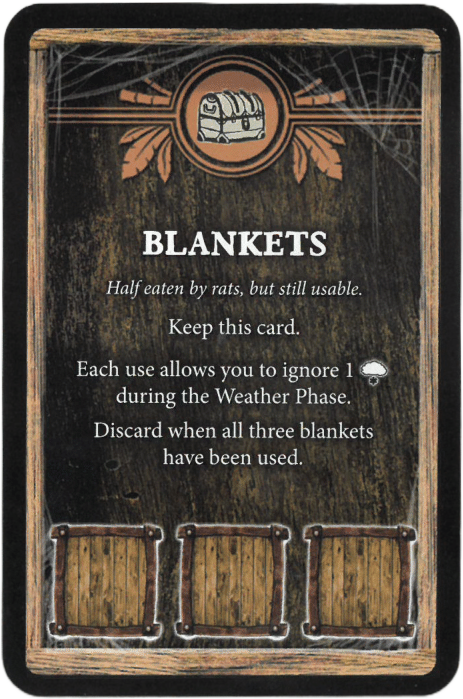 BLANKETS
Half eaten by rats, but still usable.
Keep this card.
Each use allows you to ignore 1
during the Weather Phase.
Discard when all three blankets
have been used.